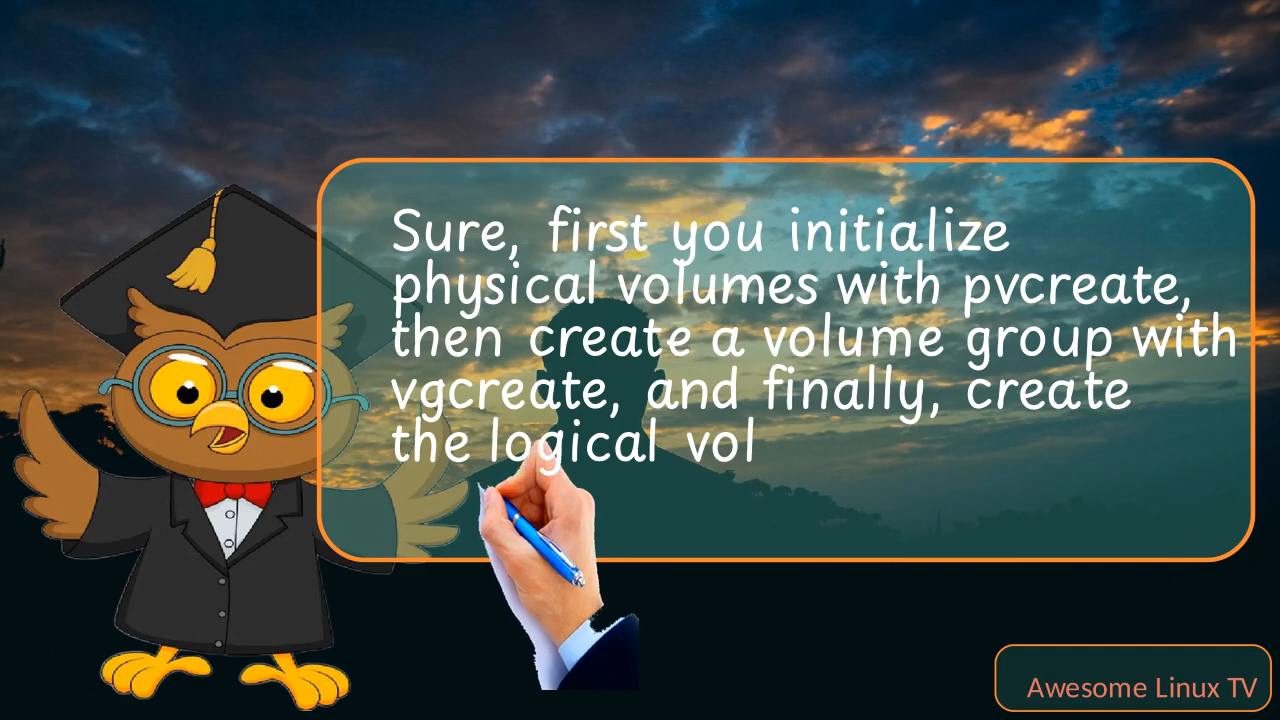 Sure, first you initialize
physical volumes with pvcreate,
then create a volume group with
vgcreate, and finally, create
the logical vol
Awesome Linux TV